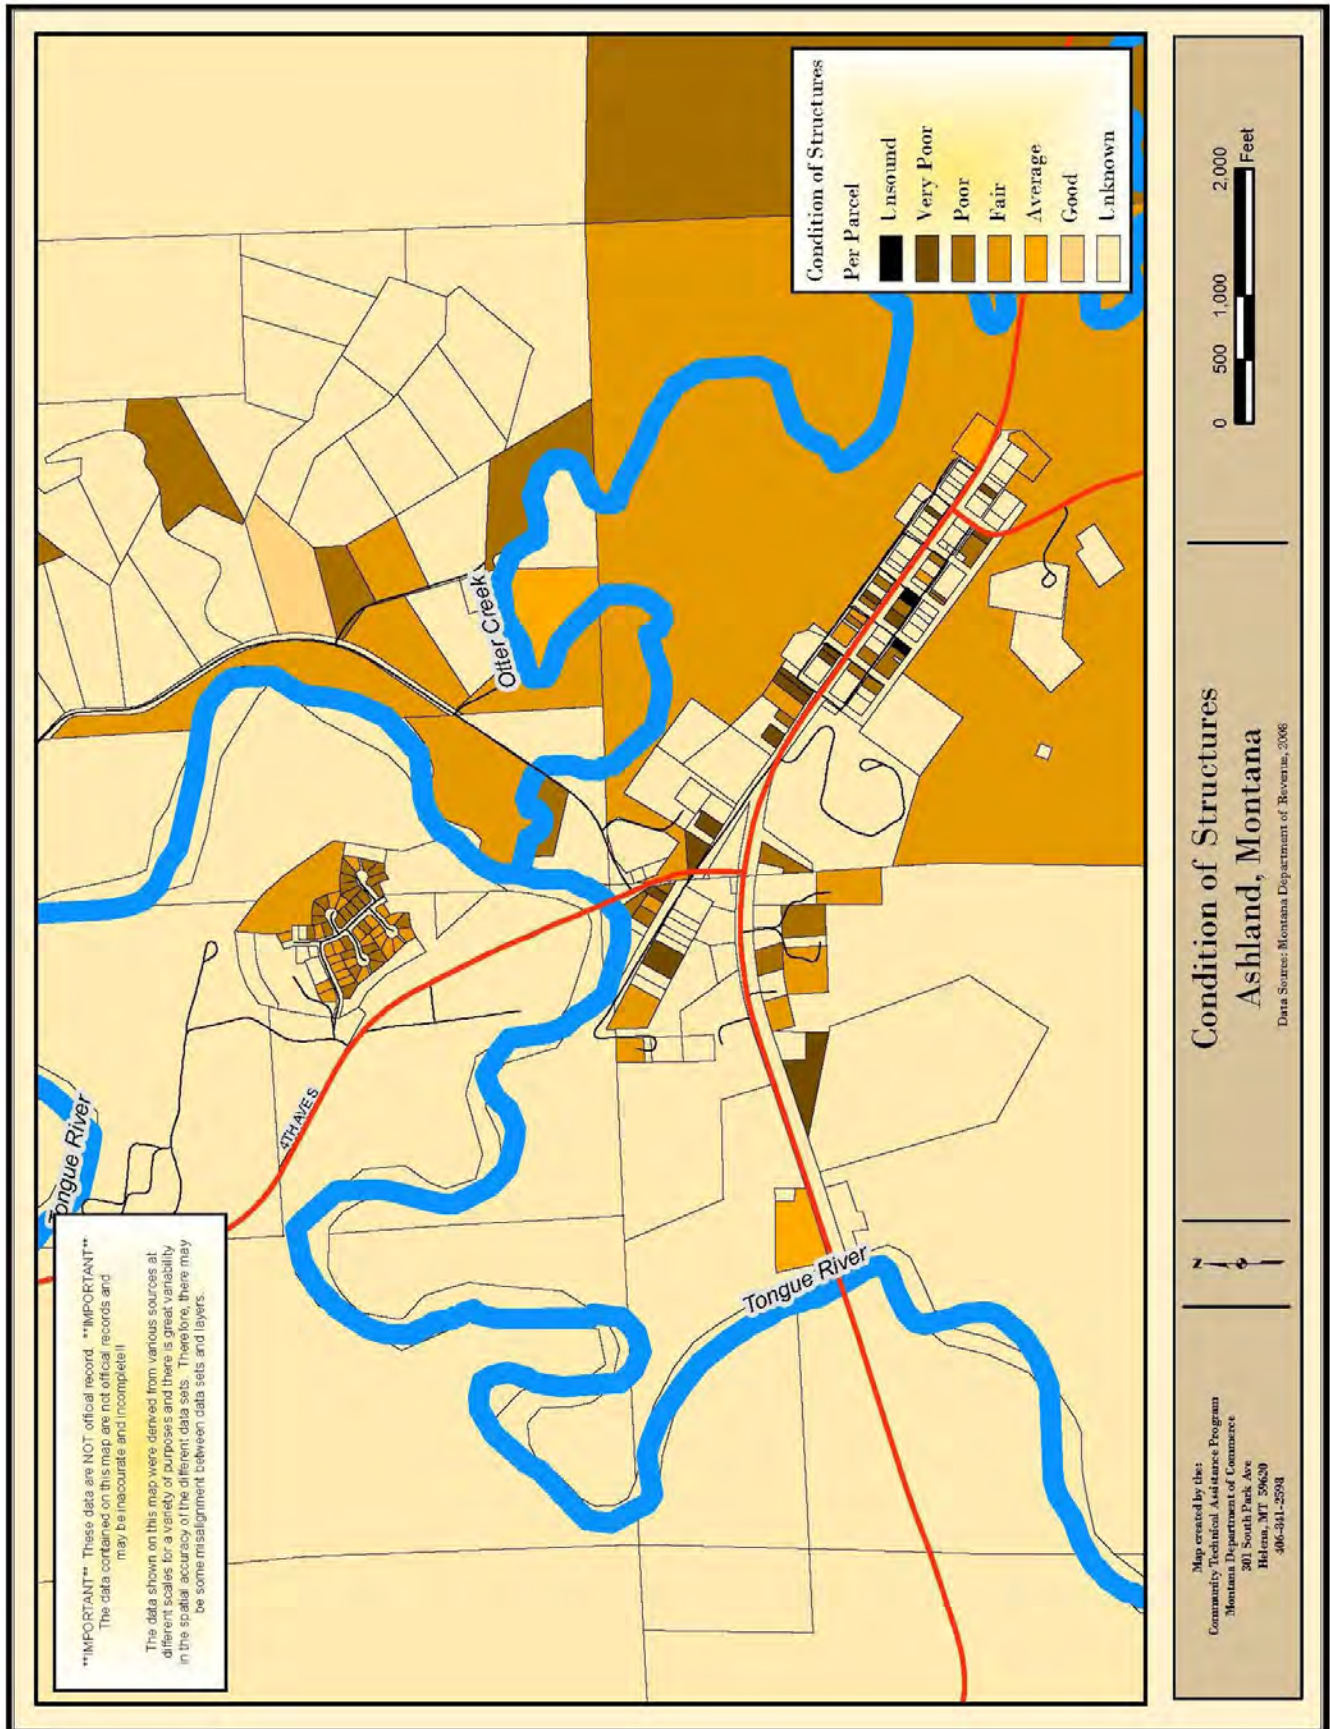 **IMPORTANT** These data are NOT official record. **IMPORTANT**
The data contained on this map are not official records and
may be inaccurate and incomplete!!
The data shown on this map were derived from various sources at
different scales for a variety of purposes and there is great variability
in the spatial accuracy of the different data sets. Therefore, there may
be some misalignment between data sets and layers.
Tongue River
4TH AVE S
Otter Creek
Tongue River
Condition of Structures
Per Parcel
Unsound
Very Poor
Poor
Fair
Average
Good
Unknown
Map created by the:
Community Technical Assistance Program
Montana Department of Commerce
301 South Park Ave
Helena, MT 59620
406-841-2598
N
Condition of Structures
Ashland, Montana
Data Source: Montana Department of Revenue, 2008
0 500 1,000 2,000
Feet